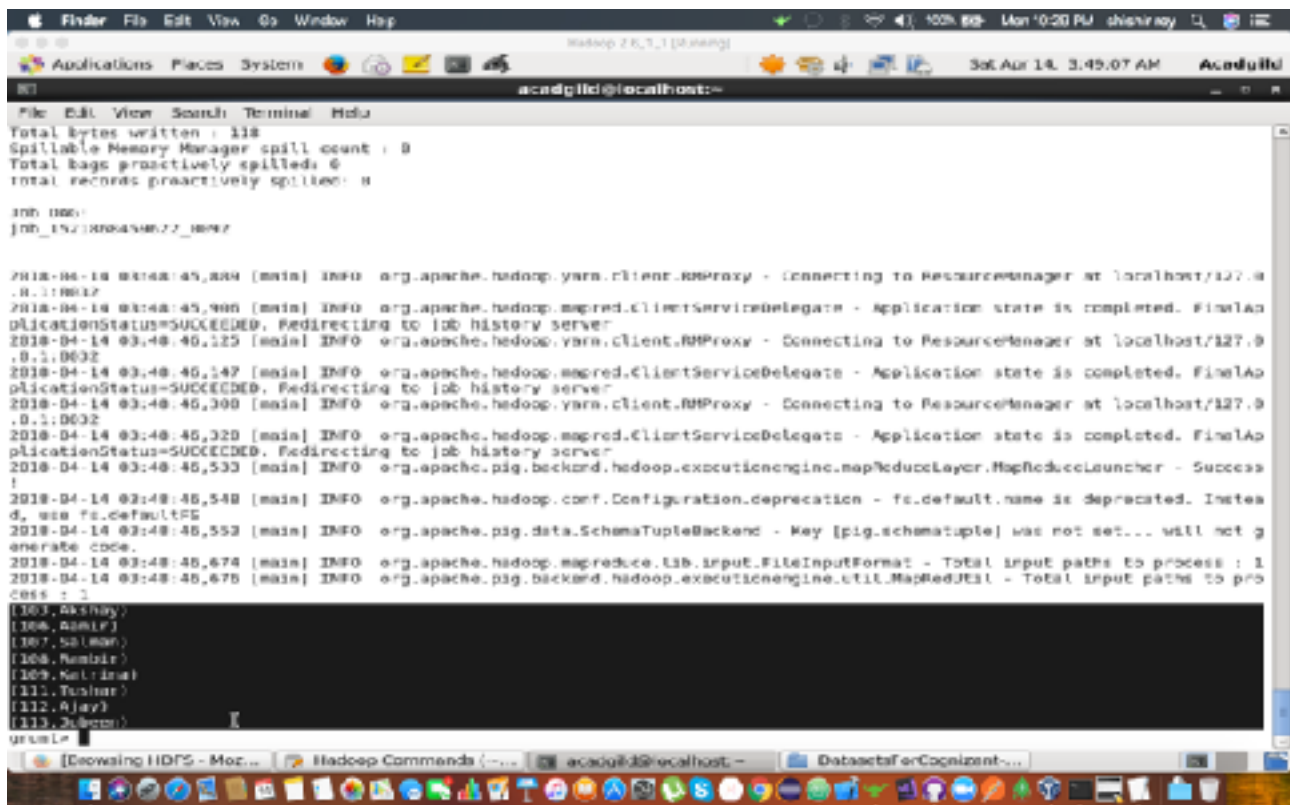 Finder File Edit View Go Window Help 100% Mon 10:20 PM shishir roy
Hadoop 2.6_1_1 [Running]
Applications Places System Sat Apr 14, 3:49:07 AM Acadgild
acadgild@localhost:~
File Edit View Search Terminal Help
Total bytes written : 118
Spillable Memory Manager spill count : 0
Total bags proactively spilled: 0
Total records proactively spilled: 0
Job DAG:
2018-04-14 03:48:45,889 [main] INFO org.apache.hadoop.yarn.client.RMProxy - Connecting to ResourceManager at localhost/127.0
.0.1:8032
2018-04-14 03:48:45,906 [main] INFO org.apache.hadoop.mapred.ClientServiceDelegate - Application state is completed. FinalAp
plicationStatus=SUCCEEDED. Redirecting to job history server
2018-04-14 03:48:46,125 [main] INFO org.apache.hadoop.yarn.client.RMProxy - Connecting to ResourceManager at localhost/127.0
.0.1:8032
2018-04-14 03:48:46,147 [main] INFO org.apache.hadoop.mapred.ClientServiceDelegate - Application state is completed. FinalAp
plicationStatus=SUCCEEDED. Redirecting to job history server
2018-04-14 03:48:46,300 [main] INFO org.apache.hadoop.yarn.client.RMProxy - Connecting to ResourceManager at localhost/127.0
.0.1:8032
2018-04-14 03:48:46,320 [main] INFO org.apache.hadoop.mapred.ClientServiceDelegate - Application state is completed. FinalAp
plicationStatus=SUCCEEDED. Redirecting to job history server
2018-04-14 03:48:46,533 [main] INFO org.apache.pig.backend.hadoop.executionengine.mapReduceLayer.MapReduceLauncher - Success
!
2018-04-14 03:48:46,548 [main] INFO org.apache.hadoop.conf.Configuration.deprecation - fs.default.name is deprecated. Instea
d, use fs.defaultFS
2018-04-14 03:48:46,553 [main] INFO org.apache.pig.data.SchemaTupleBackend - Key [pig.schematuple] was not set... will not g
enerate code.
2018-04-14 03:48:46,674 [main] INFO org.apache.hadoop.mapreduce.lib.input.FileInputFormat - Total input paths to process : 1
2018-04-14 03:48:46,676 [main] INFO org.apache.pig.backend.hadoop.executionengine.util.MapRedUtil - Total input paths to pro
cess : 1
(103,Akshay)
(106,Aamir)
(107,Salman)
(108,Ranbir)
(109,Katrina)
(111,Tushar)
(112,Ajay)
(113,Jubeen)
grunt>
[Browsing HDFS - Moz... Hadoop Commands (~... acadgild@localhost:~ DatasetsForCognizant-...